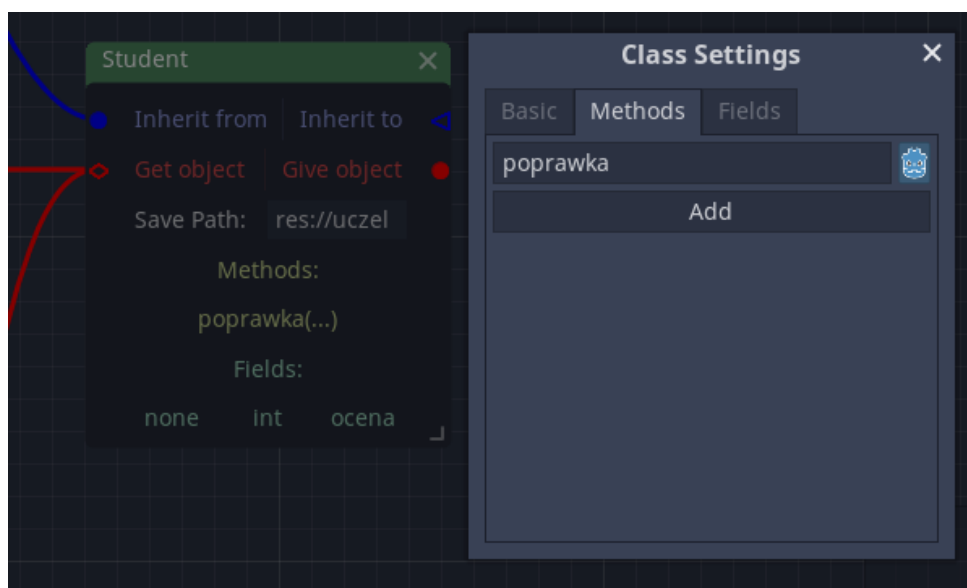 Student
Inherit from Inherit to
Get object Give object
Save Path: res://uczel
Methods:
poprawka(...)
Fields:
none int ocena
Class Settings
Basic Methods Fields
poprawka
Add